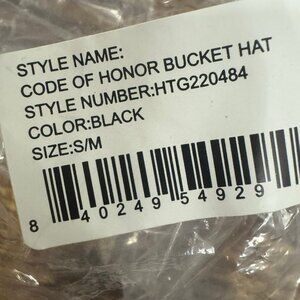 STYLE NAME:
CODE OF HONOR BUCKET HAT
STYLE NUMBER:HTG220484
COLOR:BLACK
SIZE:S/M
8 40249 54929